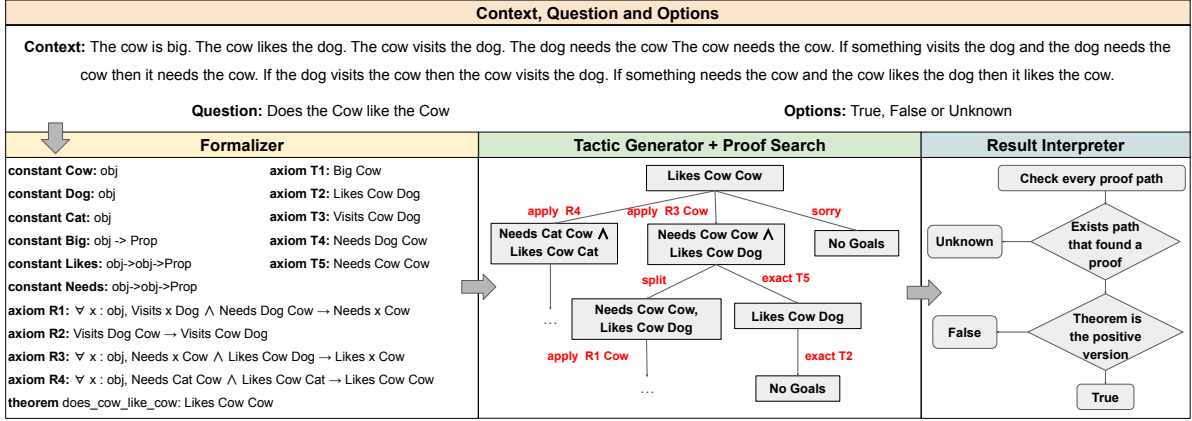 Context, Question and Options
Context: The cow is big. The cow likes the dog. The cow visits the dog. The dog needs the cow The cow needs the cow. If something visits the dog and the dog needs the
cow then it needs the cow. If the dog visits the cow then the cow visits the dog. If something needs the cow and the cow likes the dog then it likes the cow.
Question: Does the Cow like the Cow
Options: True, False or Unknown
Formalizer
constant Cow: obj
constant Dog: obj
constant Cat: obj
constant Big: obj -> Prop
constant Likes: obj->obj->Prop
constant Needs: obj->obj->Prop
axiom T1: Big Cow
axiom T2: Likes Cow Dog
axiom T3: Visits Cow Dog
axiom T4: Needs Dog Cow
axiom T5: Needs Cow Cow
axiom R1: ∀ x : obj, Visits x Dog ∧ Needs Dog Cow → Needs x Cow
axiom R2: Visits Dog Cow → Visits Cow Dog
axiom R3: ∀ x : obj, Needs x Cow ∧ Likes Cow Dog → Likes x Cow
axiom R4: ∀ x : obj, Needs Cat Cow ∧ Likes Cow Cat → Likes Cow Cow
theorem does_cow_like_cow: Likes Cow Cow
Tactic Generator + Proof Search
Likes Cow Cow
apply R4
apply R3 Cow
sorry
Needs Cat Cow ∧
Likes Cow Cat
Needs Cow Cow ∧
Likes Cow Dog
No Goals
split
exact T5
...
Needs Cow Cow,
Likes Cow Dog
Likes Cow Dog
apply R1 Cow
exact T2
...
No Goals
Result Interpreter
Check every proof path
Exists path
that found a
proof
Unknown
Theorem is
the positive
version
False
True